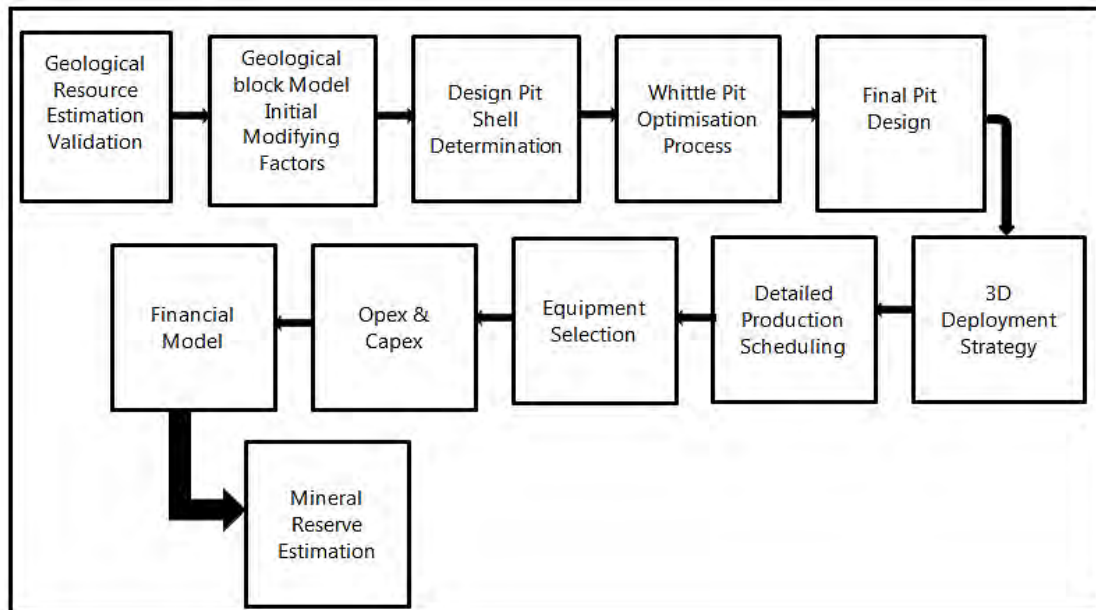 Geological
Resource
Estimation
Validation
Geological
block Model
Initial
Modifying
Factors
Design Pit
Shell
Determination
Whittle Pit
Optimisation
Process
Final Pit
Design
3D
Deployment
Strategy
Detailed
Production
Scheduling
Equipment
Selection
Opex &
Capex
Financial
Model
Mineral
Reserve
Estimation